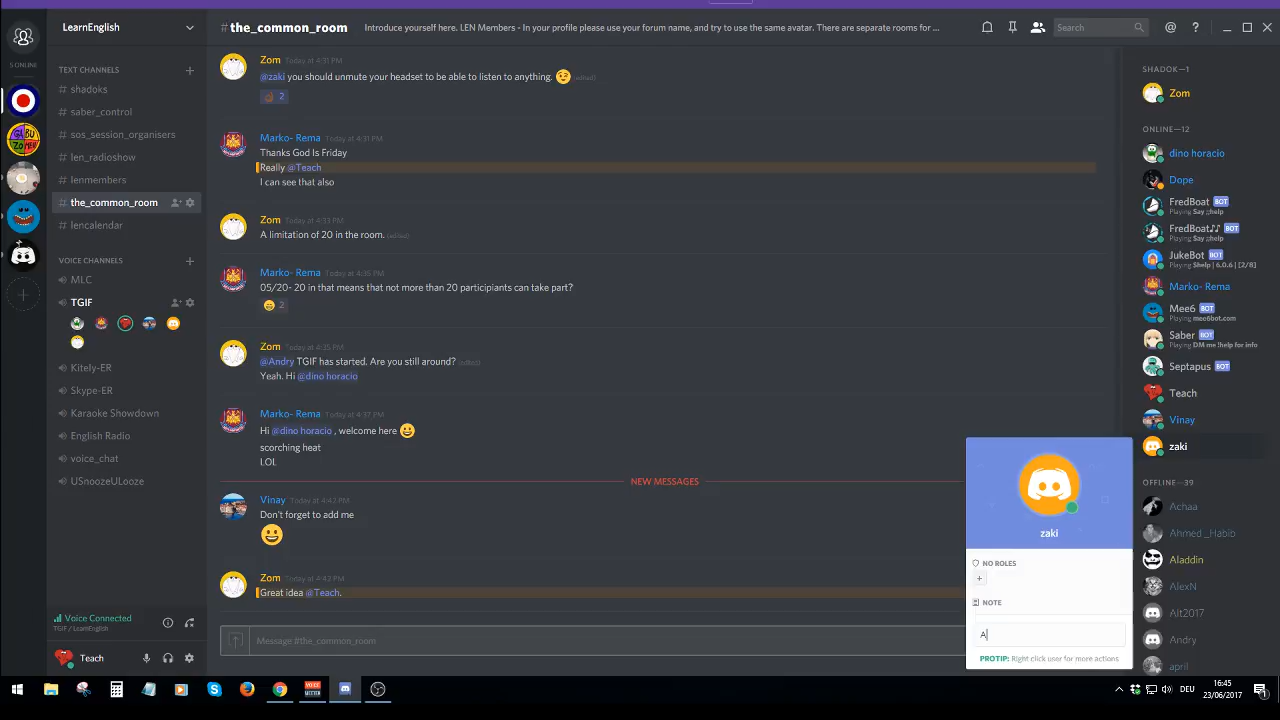 5 ONLINE
LearnEnglish
TEXT CHANNELS
# shadoks
# saber_control
# sos_session_organisers
# len_radioshow
# lenmembers
# the_common_room
# lencalendar
VOICE CHANNELS
MLC
TGIF
Kitely-ER
Skype-ER
Karaoke Showdown
English Radio
voice_chat
USnoozeULooze
Voice Connected
TGIF / LearnEnglish
Teach
#the_common_room
Introduce yourself here. LEN Members - In your profile please use your forum name, and try to use the same avatar. There are separate rooms for ...
Search
Zom Today at 4:31 PM
@zaki you should unmute your headset to be able to listen to anything. (edited)
2
Marko- Rema Today at 4:31 PM
Thanks God Is Friday
Really @Teach
I can see that also
Zom Today at 4:33 PM
A limitation of 20 in the room. (edited)
Marko- Rema Today at 4:35 PM
05/20- 20 in that means that not more than 20 participants can take part?
2
Zom Today at 4:35 PM
@Andry TGIF has started. Are you still around? (edited)
Yeah. Hi @dino horacio
Marko- Rema Today at 4:37 PM
Hi @dino horacio , welcome here
scorching heat
LOL
NEW MESSAGES
Vinay Today at 4:42 PM
Don't forget to add me
Zom Today at 4:42 PM
Great idea @Teach.
Message #the_common_room
zaki
NO ROLES
+
NOTE
A
PROTIP: Right click user for more actions
SHADOK—1
Zom
ONLINE—12
dino horacio
Dope
FredBoat BOT
Playing Say ;;help
FredBoat♪♪ BOT
Playing Say ;;help
JukeBot BOT
Playing $help | 6.0.6 | [2/8]
Marko- Rema
Mee6 BOT
Playing mee6bot.com
Saber BOT
Playing DM me !help for info
Septapus BOT
Teach
Vinay
zaki
OFFLINE—39
Achaa
Ahmed _Habib
Aladdin
AlexN
Alt2017
Andry
april
DEU
16:45
23/06/2017